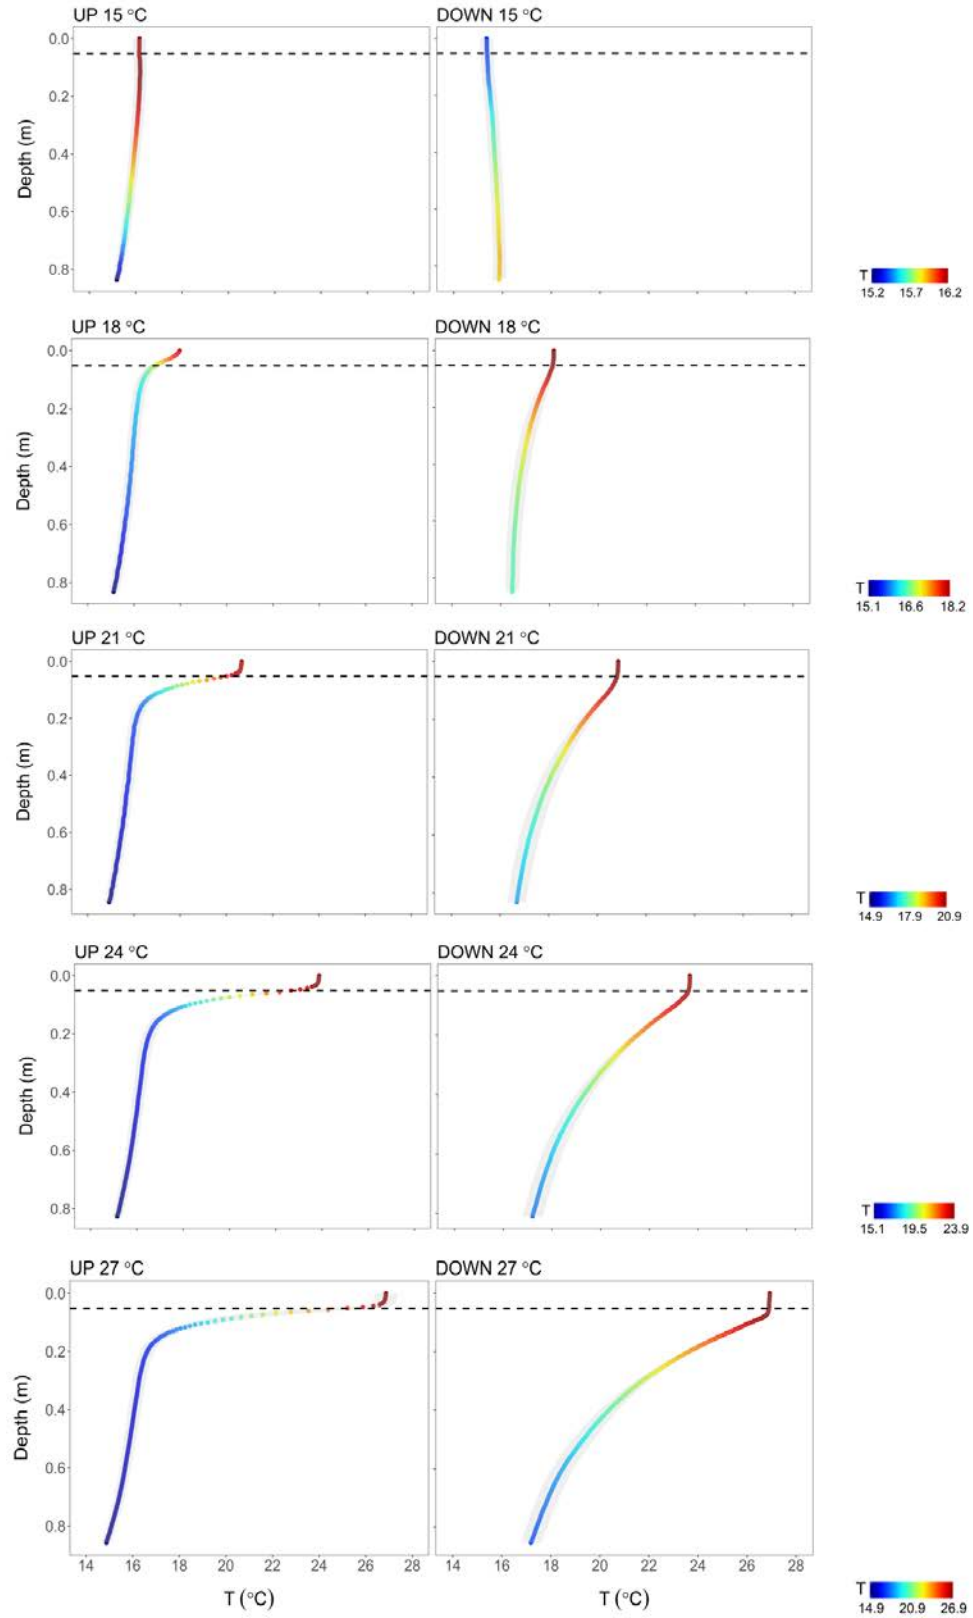 UP 15 °C DOWN 15 °C
0.0
0.2
0.4
0.6
0.8
Depth (m)
T
15.2 15.7 16.2
UP 18 °C DOWN 18 °C
0.0
0.2
0.4
0.6
0.8
Depth (m)
T
15.1 16.6 18.2
UP 21 °C DOWN 21 °C
0.0
0.2
0.4
0.6
0.8
Depth (m)
T
14.9 17.9 20.9
UP 24 °C DOWN 24 °C
0.0
0.2
0.4
0.6
0.8
Depth (m)
T
15.1 19.5 23.9
UP 27 °C DOWN 27 °C
0.0
0.2
0.4
0.6
0.8
Depth (m)
14 16 18 20 22 24 26 28 14 16 18 20 22 24 26 28
T (°C) T (°C)
T
14.9 20.9 26.9